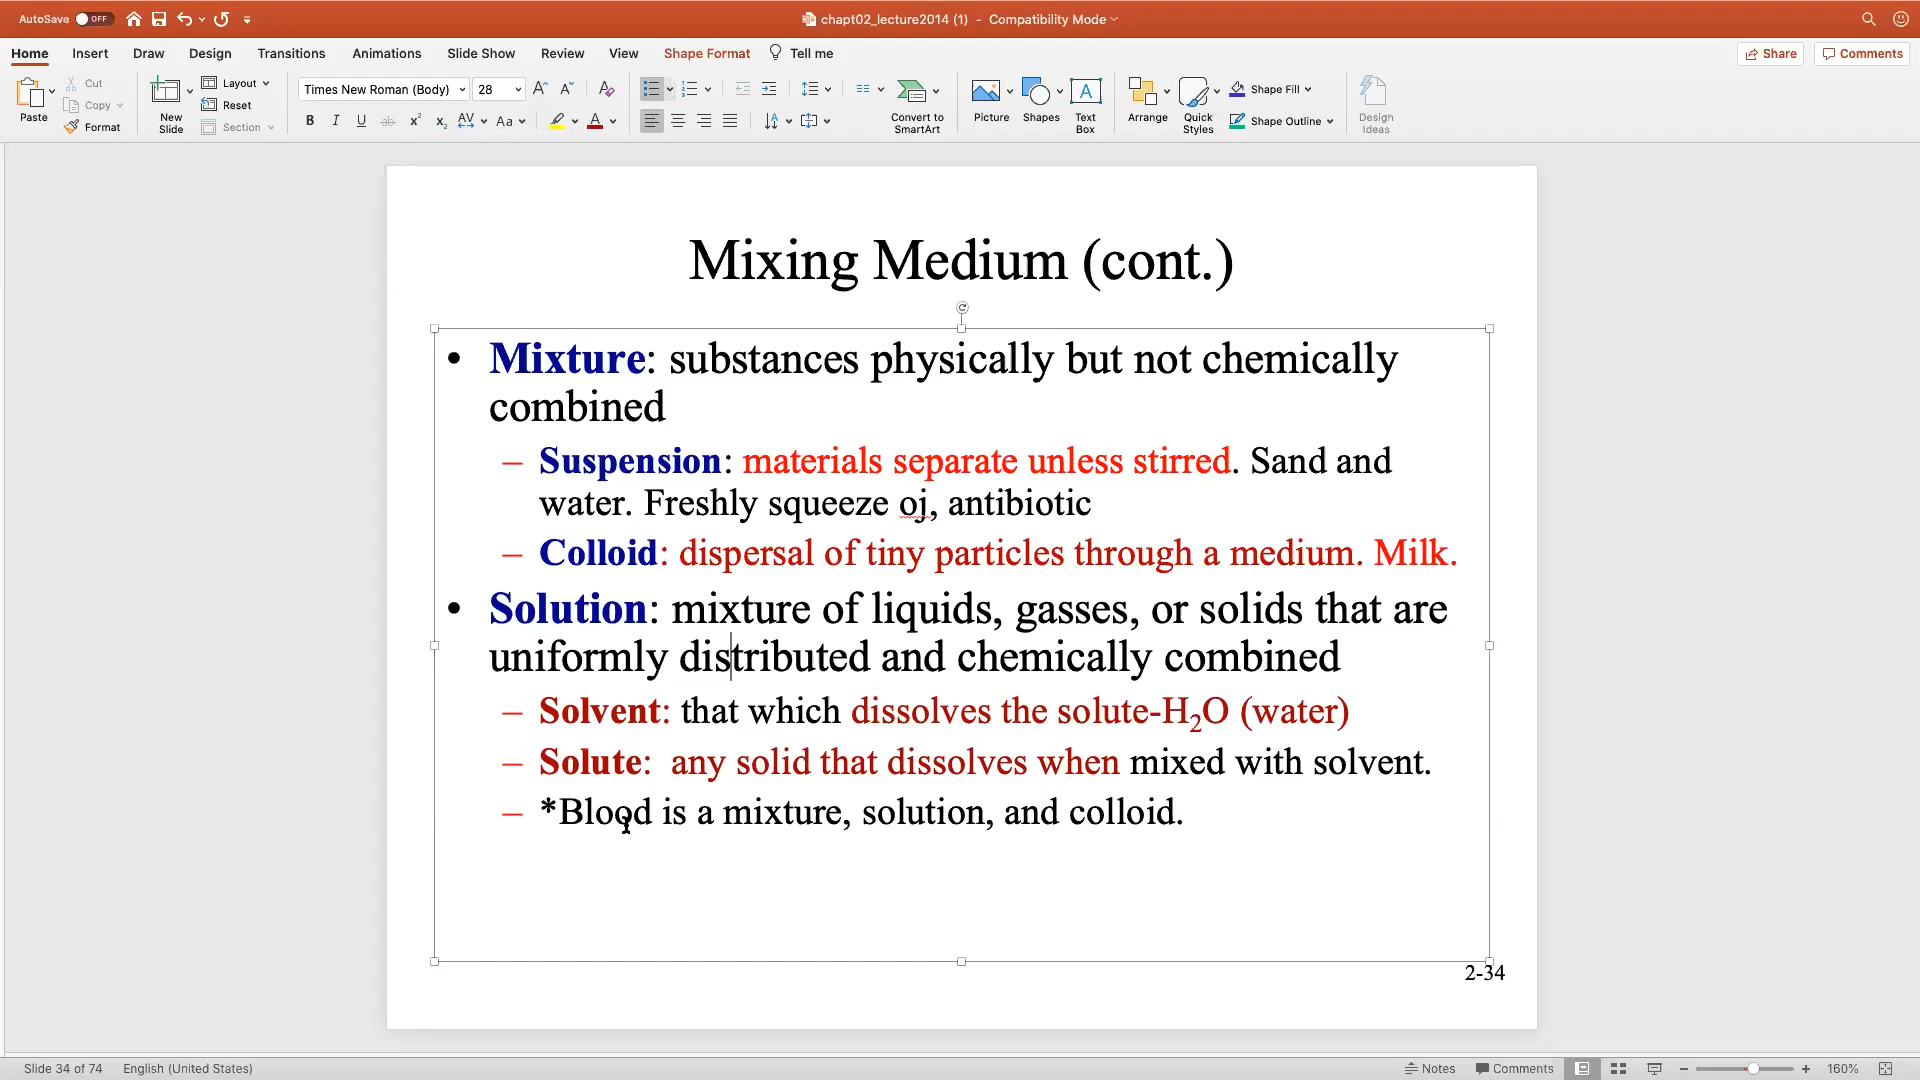 AutoSave OFF chapt02_lecture2014 (1) - Compatibility Mode
Home Insert Draw Design Transitions Animations Slide Show Review View Shape Format Tell me Share Comments
Paste Cut Copy Format
New Slide Layout Reset Section
Times New Roman (Body) 28
B I U ab x² x₂ AV Aa A
Convert to SmartArt
Picture Shapes Text Box
Arrange Quick Styles Shape Fill Shape Outline
Design Ideas
Mixing Medium (cont.)
• Mixture: substances physically but not chemically
combined
– Suspension: materials separate unless stirred. Sand and
water. Freshly squeeze oj, antibiotic
– Colloid: dispersal of tiny particles through a medium. Milk.
• Solution: mixture of liquids, gasses, or solids that are
uniformly distributed and chemically combined
– Solvent: that which dissolves the solute-H₂O (water)
– Solute:  any solid that dissolves when mixed with solvent.
– *Blood is a mixture, solution, and colloid.
2-34
Slide 34 of 74 English (United States) Notes Comments 160%